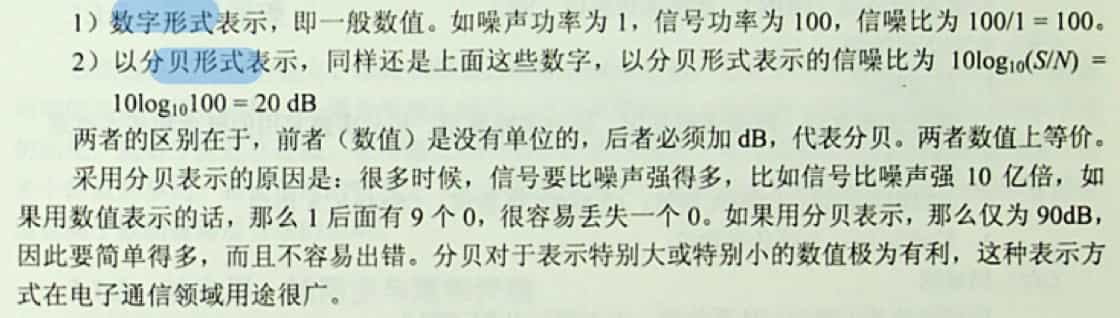 1）数字形式表示，即一般数值。如噪声功率为 1，信号功率为 100，信噪比为 100/1 = 100。
2）以分贝形式表示，同样还是上面这些数字，以分贝形式表示的信噪比为 10log₁₀(S/N) =
10log₁₀100 = 20 dB
两者的区别在于，前者（数值）是没有单位的，后者必须加 dB，代表分贝。两者数值上等价。
采用分贝表示的原因是：很多时候，信号要比噪声强得多，比如信号比噪声强 10 亿倍，如
果用数值表示的话，那么 1 后面有 9 个 0，很容易丢失一个 0。如果用分贝表示，那么仅为 90dB，
因此要简单得多，而且不容易出错。分贝对于表示特别大或特别小的数值极为有利，这种表示方
式在电子通信领域用途很广。